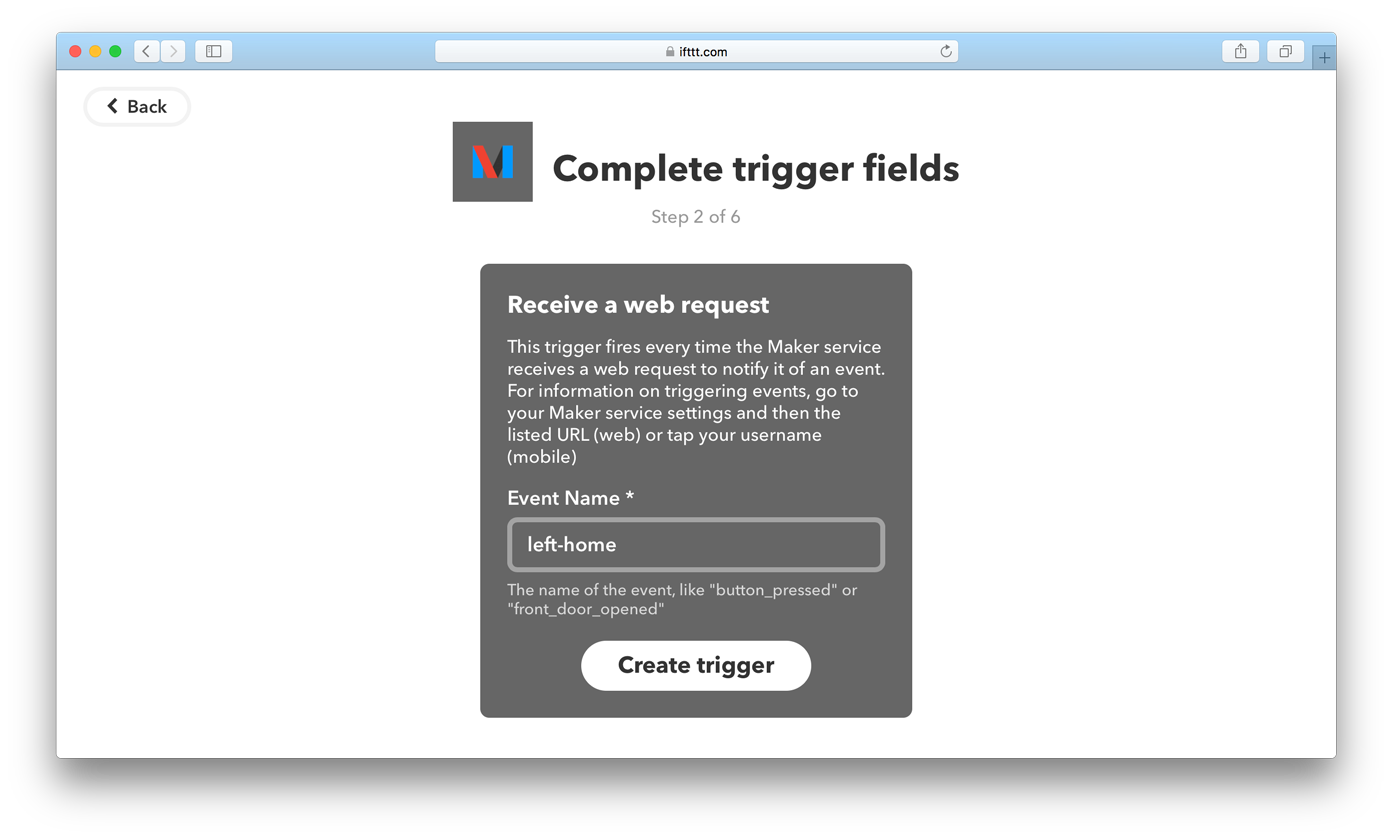 ifttt.com
Back
Complete trigger fields
Step 2 of 6
Receive a web request
This trigger fires every time the Maker service
receives a web request to notify it of an event.
For information on triggering events, go to
your Maker service settings and then the
listed URL (web) or tap your username
(mobile)
Event Name *
left-home
The name of the event, like "button_pressed" or
"front_door_opened"
Create trigger